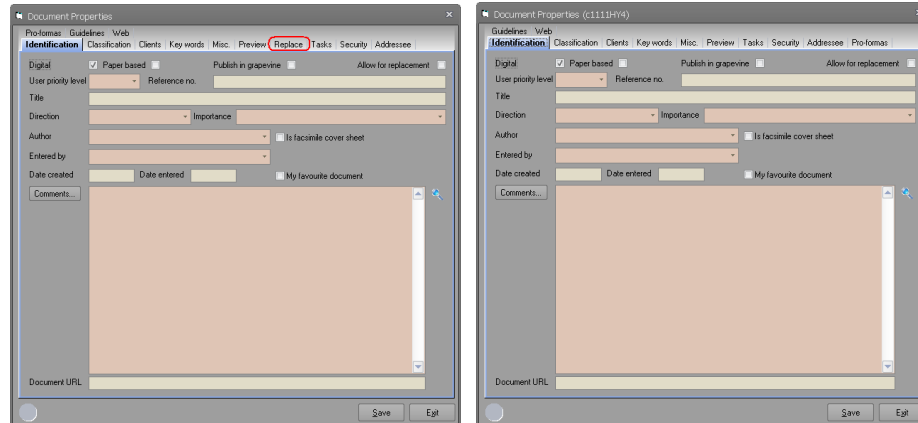 Document Properties
Pro-formas Guidelines Web
Identification Classification Clients Key words Misc. Preview Replace Tasks Security Addressee
Digital Paper based Publish in grapevine Allow for replacement
User priority level Reference no.
Title
Direction Importance
Author Is facsimile cover sheet
Entered by
Date created Date entered My favourite document
Comments...
Document URL
Save Exit
Document Properties (c1111HY4)
Guidelines Web
Identification Classification Clients Key words Misc. Preview Tasks Security Addressee Pro-formas
Digital Paper based Publish in grapevine Allow for replacement
User priority level Reference no.
Title
Direction Importance
Author Is facsimile cover sheet
Entered by
Date created Date entered My favourite document
Comments...
Document URL
Save Exit